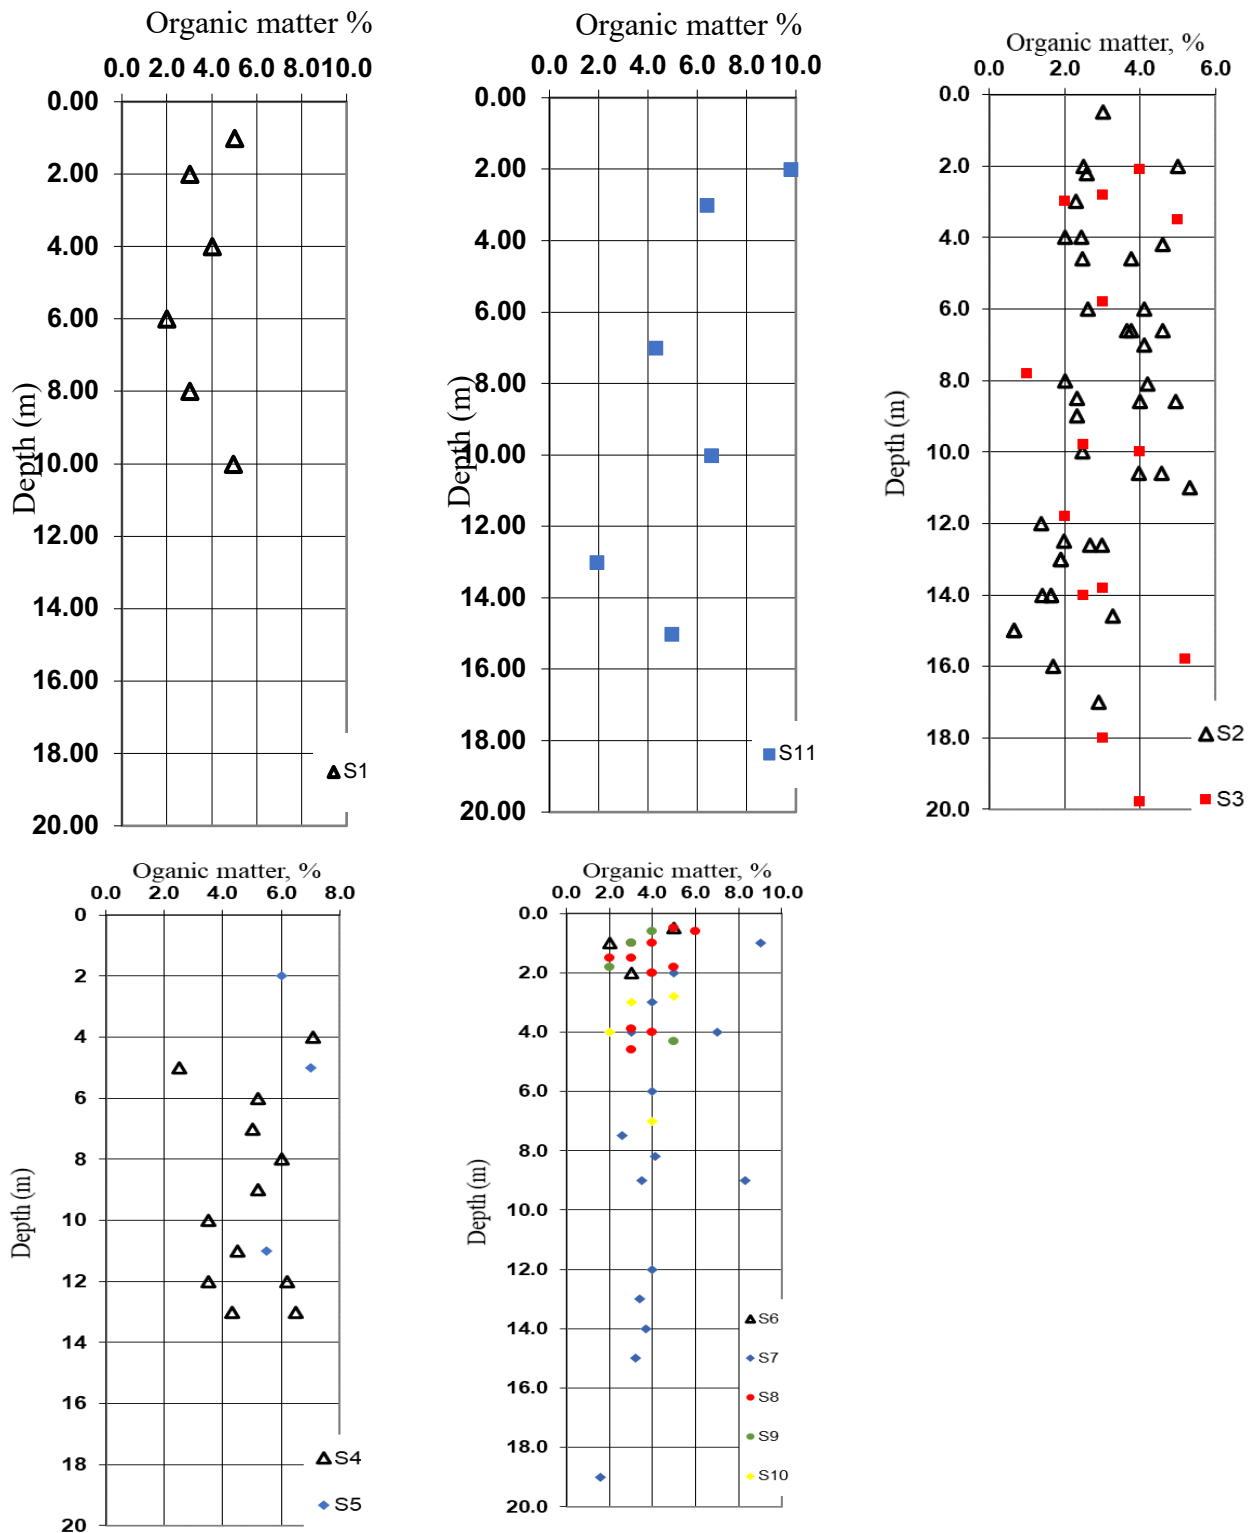 Organic matter %
0.0 2.0 4.0 6.0 8.0 10.0
0.00
2.00
4.00
6.00
8.00
10.00
12.00
14.00
16.00
18.00
20.00
Depth (m)
S1
Organic matter %
0.0 2.0 4.0 6.0 8.0 10.0
0.00
2.00
4.00
6.00
8.00
10.00
12.00
14.00
16.00
18.00
20.00
Depth (m)
S11
Organic matter, %
0.0 2.0 4.0 6.0
0.0
2.0
4.0
6.0
8.0
10.0
12.0
14.0
16.0
18.0
20.0
Depth (m)
S2
S3
Oganic matter, %
0.0 2.0 4.0 6.0 8.0
0
2
4
6
8
10
12
14
16
18
20
Depth (m)
S4
S5
Organic matter, %
0.0 2.0 4.0 6.0 8.0 10.0
0.0
2.0
4.0
6.0
8.0
10.0
12.0
14.0
16.0
18.0
20.0
Depth (m)
S6
S7
S8
S9
S10